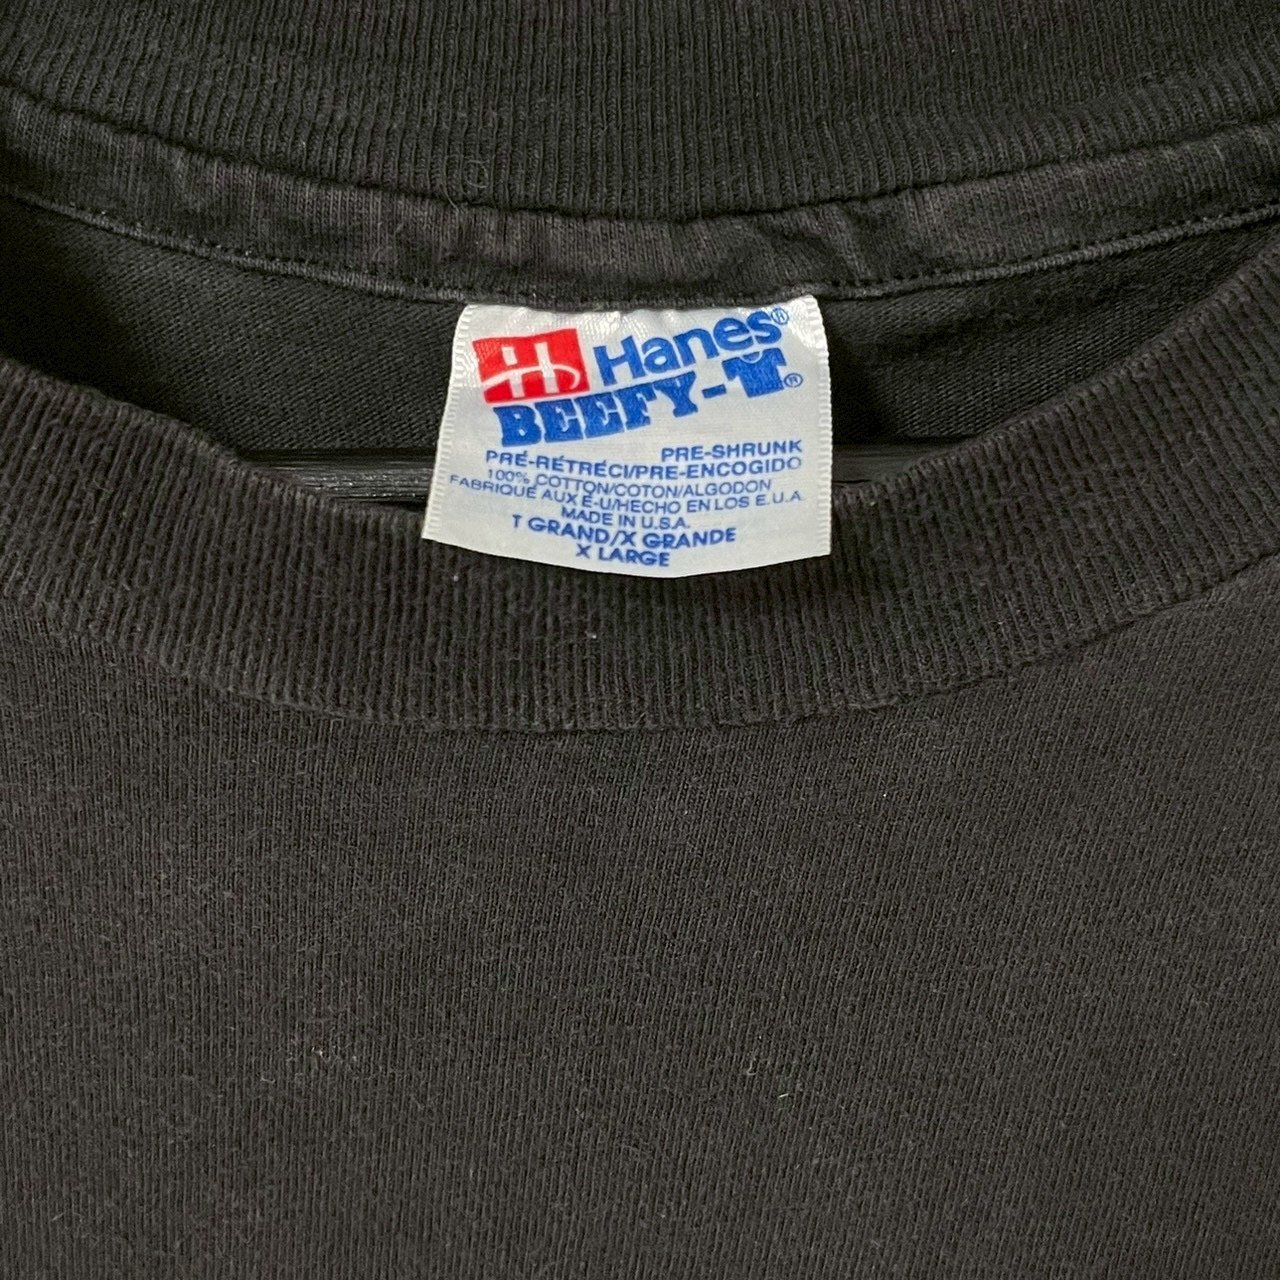 H Hanes®
BEEFY-T®
PRE-SHRUNK
PRÉ-RÉTRÉCI/PRE-ENCOGIDO
100% COTTON/COTON/ALGODON
FABRIQUÉ AUX É-U/HECHO EN LOS E.U.A.
MADE IN U.S.A.
T GRAND/X GRANDE
X LARGE